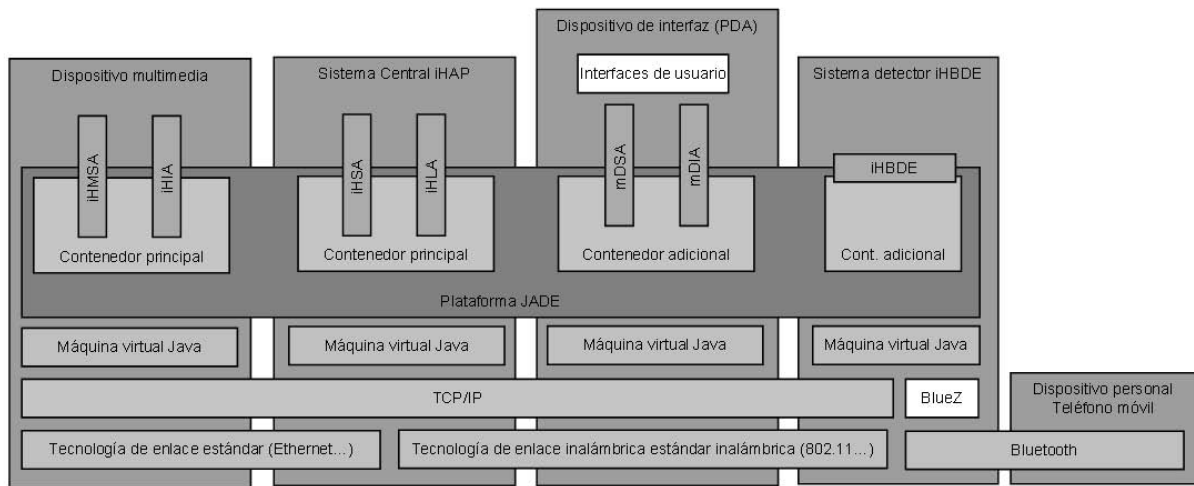 Dispositivo de interfaz (PDA)
Dispositivo multimedia
Sistema Central iHAP
Interfaces de usuario
Sistema detector iHBDE
iHMSA
iHIA
iHSA
iHLA
mDSA
mDIA
iHBDE
Contenedor principal
Contenedor principal
Contenedor adicional
Cont. adicional
Plataforma JADE
Máquina virtual Java
Máquina virtual Java
Máquina virtual Java
Máquina virtual Java
TCP/IP
BlueZ
Dispositivo personal
Teléfono móvil
Tecnología de enlace estándar (Ethernet...)
Tecnología de enlace inalámbrica estándar inalámbrica (802.11...)
Bluetooth